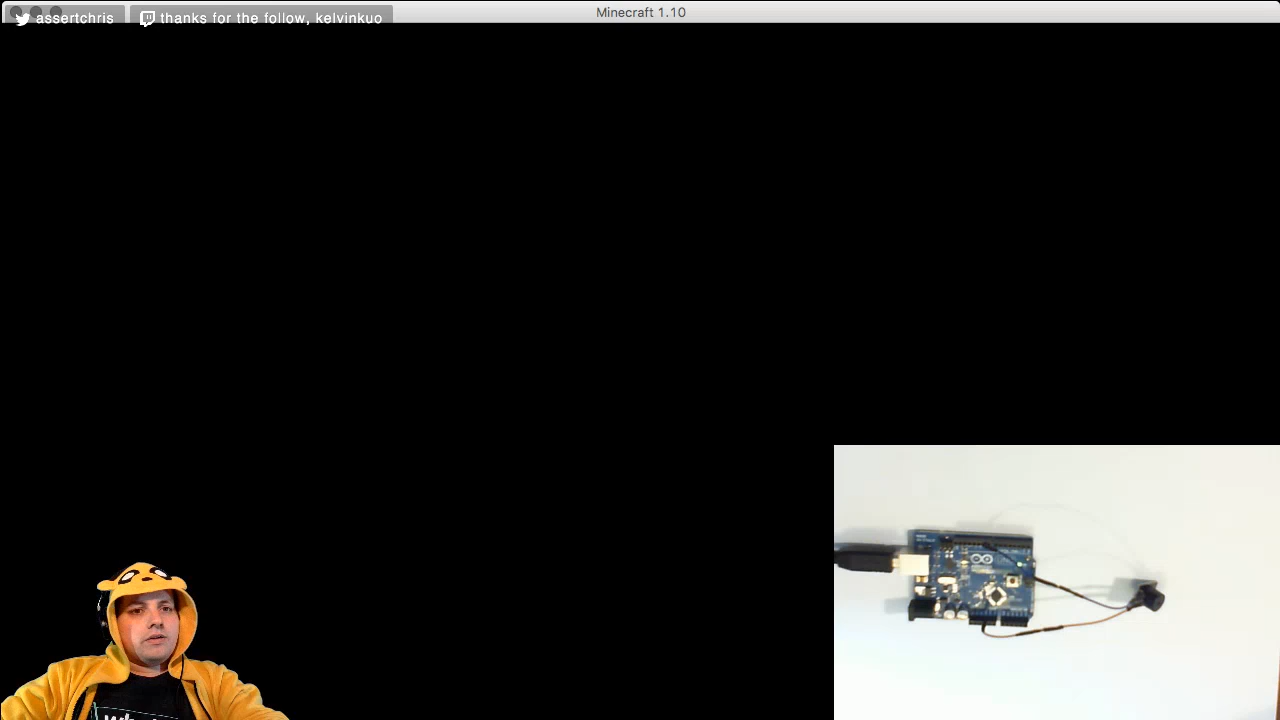 assertchris
thanks for the follow, kelvinkuo
Minecraft 1.10